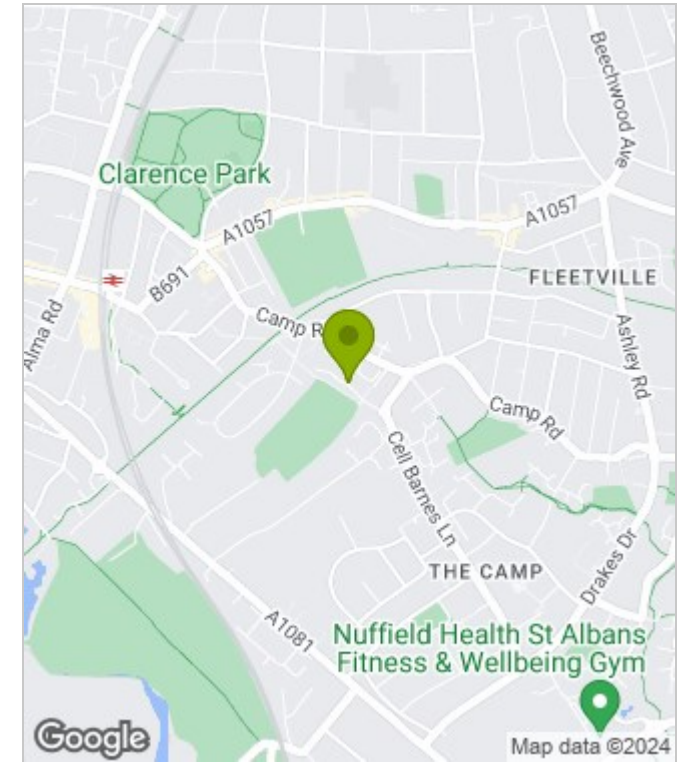 Beechwood Ave
Clarence Park
A1057
A1057
B691
FLEETVILLE
Alma Rd
Camp R
Ashley Rd
Camp Rd
Cell Barnes Ln
THE CAMP
Drakes Dr
A1081
Nuffield Health St Albans
Fitness & Wellbeing Gym
Google
Map data ©2024